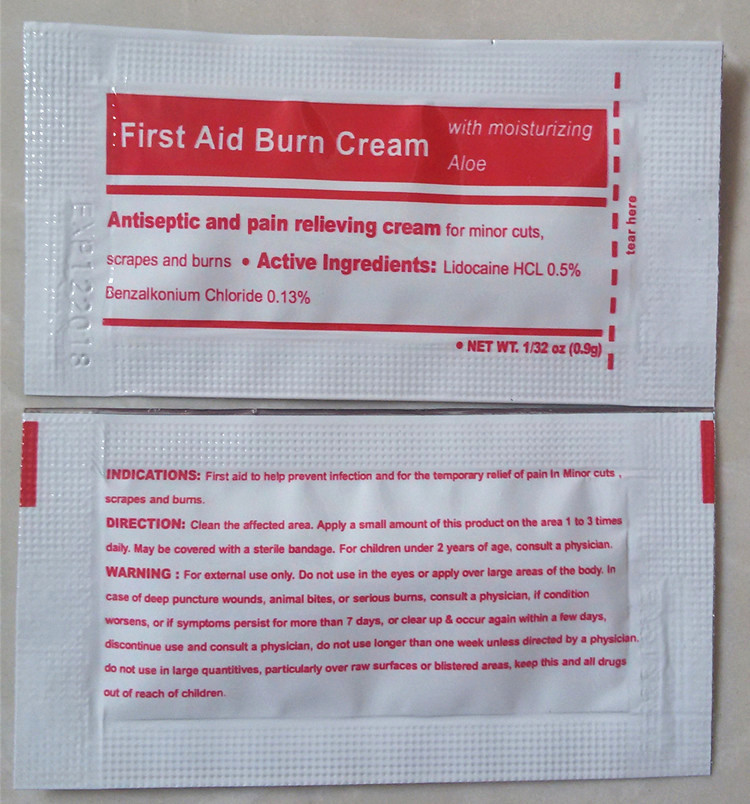 First Aid Burn Cream
with moisturizing
Aloe
Antiseptic and pain relieving cream for minor cuts,
scrapes and burns • Active Ingredients: Lidocaine HCL 0.5%
Benzalkonium Chloride 0.13%
• NET WT. 1/32 oz (0.9g)
tear here
EXP122018
INDICATIONS: First aid to help prevent infection and for the temporary relief of pain In Minor cuts ,
scrapes and burns.
DIRECTION: Clean the affected area. Apply a small amount of this product on the area 1 to 3 times
daily. May be covered with a sterile bandage. For children under 2 years of age, consult a physician.
WARNING : For external use only. Do not use in the eyes or apply over large areas of the body. In
case of deep puncture wounds, animal bites, or serious burns, consult a physician, if condition
worsens, or if symptoms persist for more than 7 days, or clear up & occur again within a few days,
discontinue use and consult a physician, do not use longer than one week unless directed by a physician.
do not use in large quantitives, particularly over raw surfaces or blistered areas, keep this and all drugs
out of reach of children.